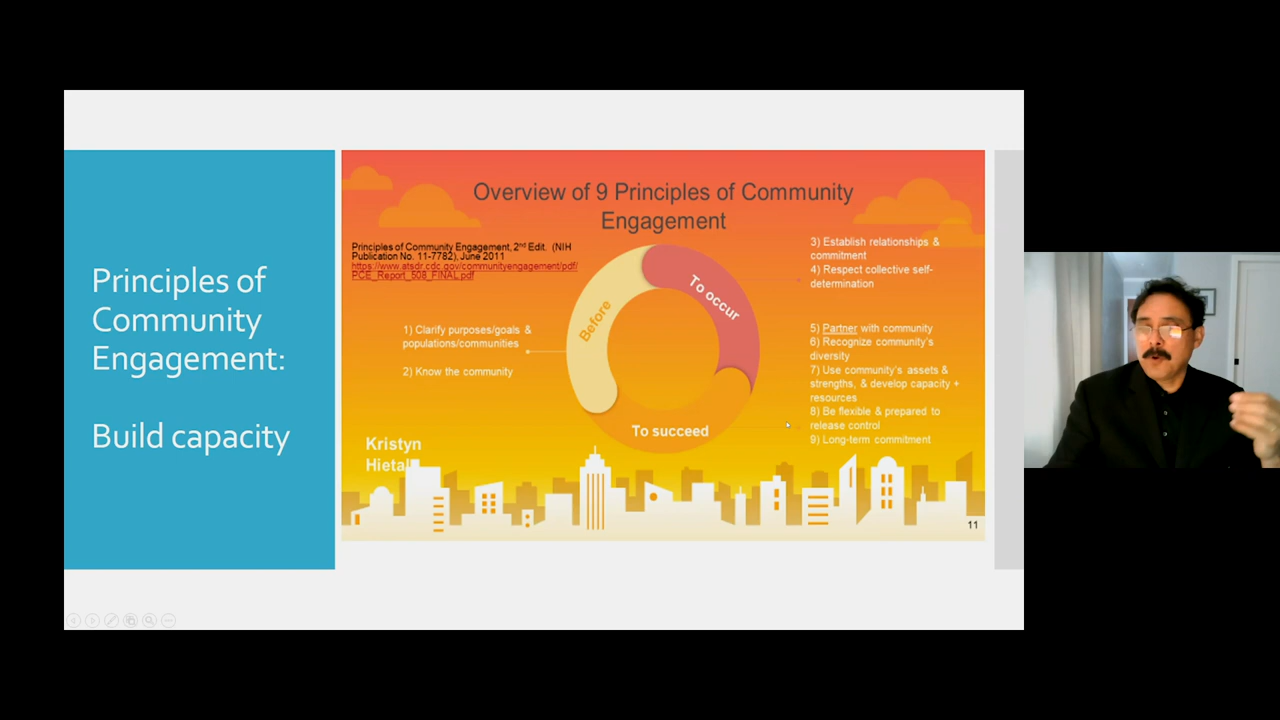 Principles of
Community
Engagement:
Build capacity
Overview of 9 Principles of Community
Engagement
Principles of Community Engagement, 2nd Edit. (NIH
Publication No. 11-7782), June 2011
https://www.atsdr.cdc.gov/communityengagement/pdf/
PCE_Report_508_FINAL.pdf
1) Clarify purposes/goals &
populations/communities
2) Know the community
Before
To occur
To succeed
3) Establish relationships &
commitment
4) Respect collective self-
determination
5) Partner with community
6) Recognize community's
diversity
7) Use community's assets &
strengths, & develop capacity +
resources
8) Be flexible & prepared to
release control
9) Long-term commitment
Kristyn
Hietal
11